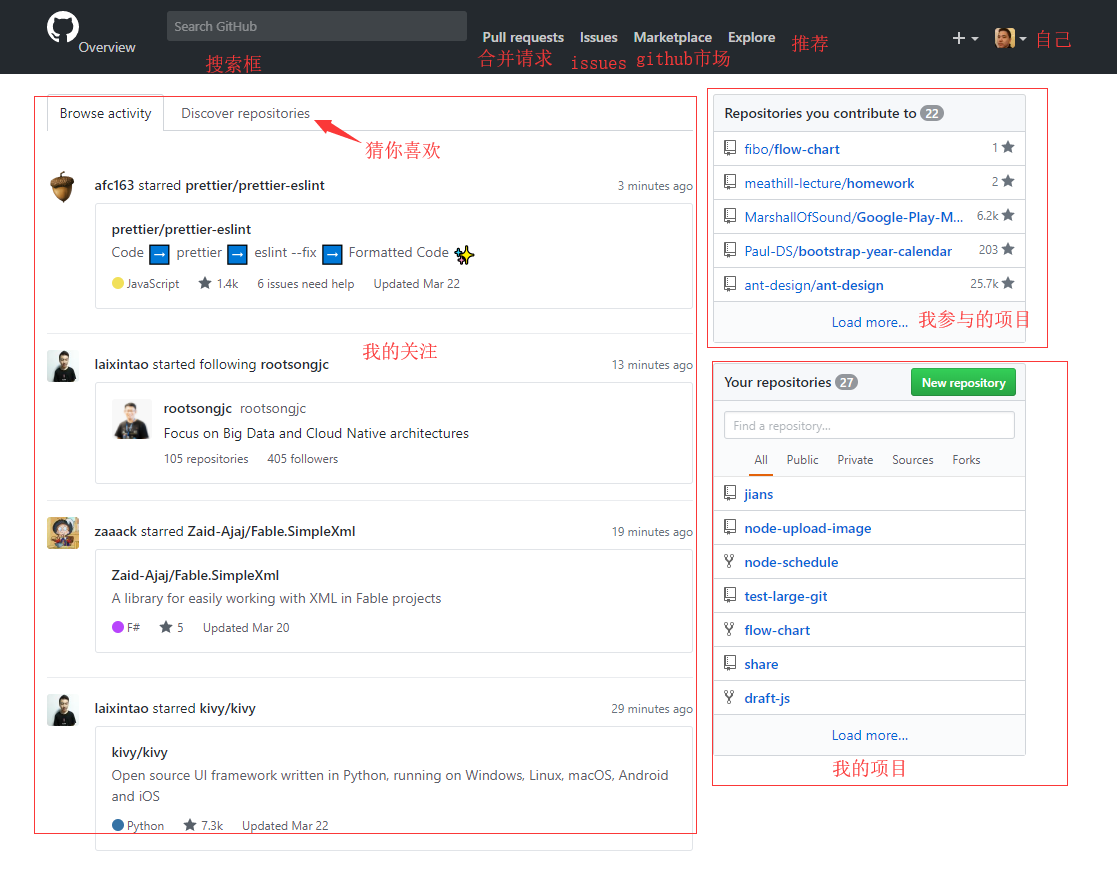 Overview
Search GitHub
搜索框
Pull requests
合并请求
Issues
issues
Marketplace
github市场
Explore
推荐
自己
Browse activity
Discover repositories
猜你喜欢
afc163 starred prettier/prettier-eslint
3 minutes ago
prettier/prettier-eslint
Code ➡ prettier ➡ eslint --fix ➡ Formatted Code ✨
JavaScript ★ 1.4k 6 issues need help Updated Mar 22
我的关注
laixintao started following rootsongjc
13 minutes ago
rootsongjc rootsongjc
Focus on Big Data and Cloud Native architectures
105 repositories 405 followers
zaaack starred Zaid-Ajaj/Fable.SimpleXml
19 minutes ago
Zaid-Ajaj/Fable.SimpleXml
A library for easily working with XML in Fable projects
F# ★ 5 Updated Mar 20
laixintao starred kivy/kivy
29 minutes ago
kivy/kivy
Open source UI framework written in Python, running on Windows, Linux, macOS, Android
and iOS
Python ★ 7.3k Updated Mar 22
Repositories you contribute to 22
fibo/flow-chart 1 ★
meathill-lecture/homework 2 ★
MarshallOfSound/Google-Play-M... 6.2k ★
Paul-DS/bootstrap-year-calendar 203 ★
ant-design/ant-design 25.7k ★
Load more...
我参与的项目
Your repositories 27
New repository
Find a repository...
All Public Private Sources Forks
jians
node-upload-image
node-schedule
test-large-git
flow-chart
share
draft-js
Load more...
我的项目